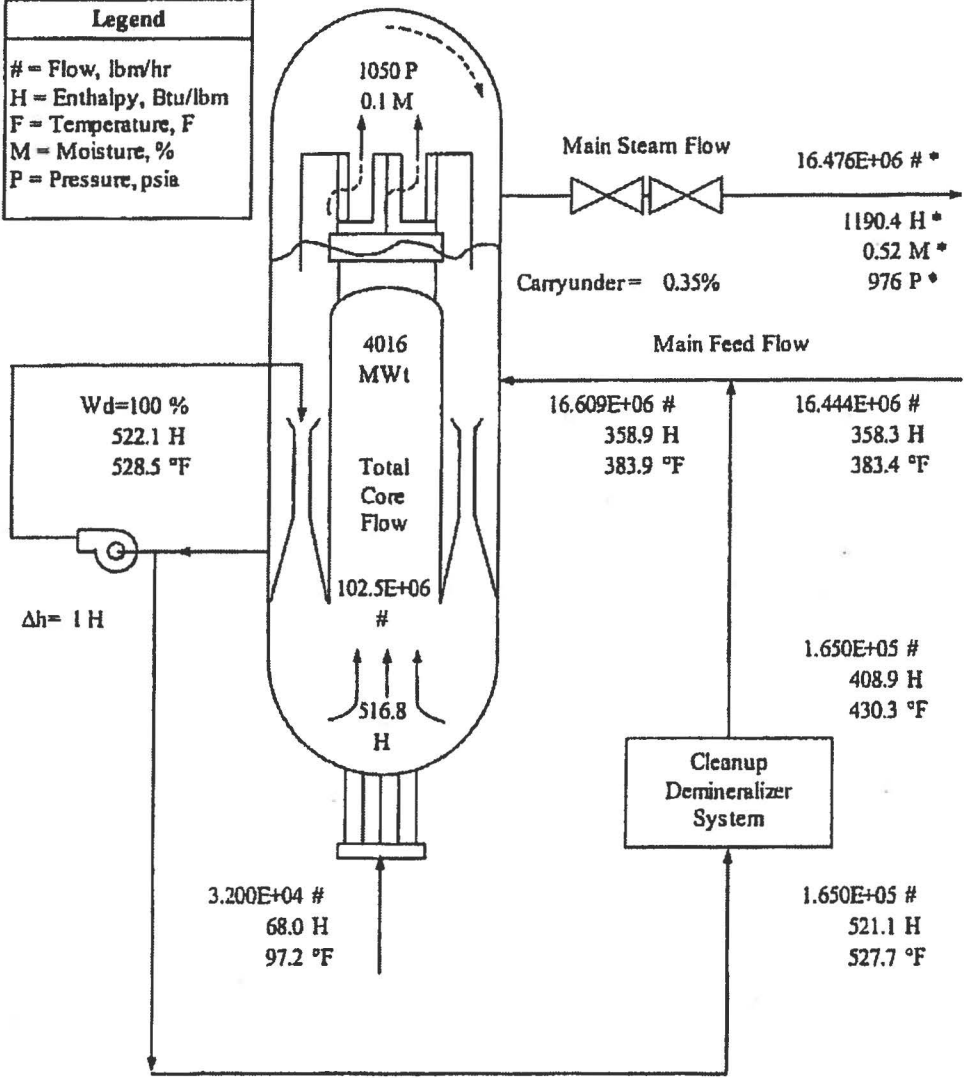 Legend
# = Flow, lbm/hr
H = Enthalpy, Btu/lbm
F = Temperature, F
M = Moisture, %
P = Pressure, psia
1050 P
0.1 M
Main Steam Flow
16.476E+06 # *
1190.4 H *
0.52 M *
976 P *
Carryunder = 0.35%
4016
MWt
Main Feed Flow
Wd=100 %
522.1 H
528.5 °F
16.609E+06 #
358.9 H
383.9 °F
16.444E+06 #
358.3 H
383.4 °F
Total
Core
Flow
102.5E+06
#
Δh= 1 H
516.8
H
1.650E+05 #
408.9 H
430.3 °F
Cleanup
Demineralizer
System
3.200E+04 #
68.0 H
97.2 °F
1.650E+05 #
521.1 H
527.7 °F